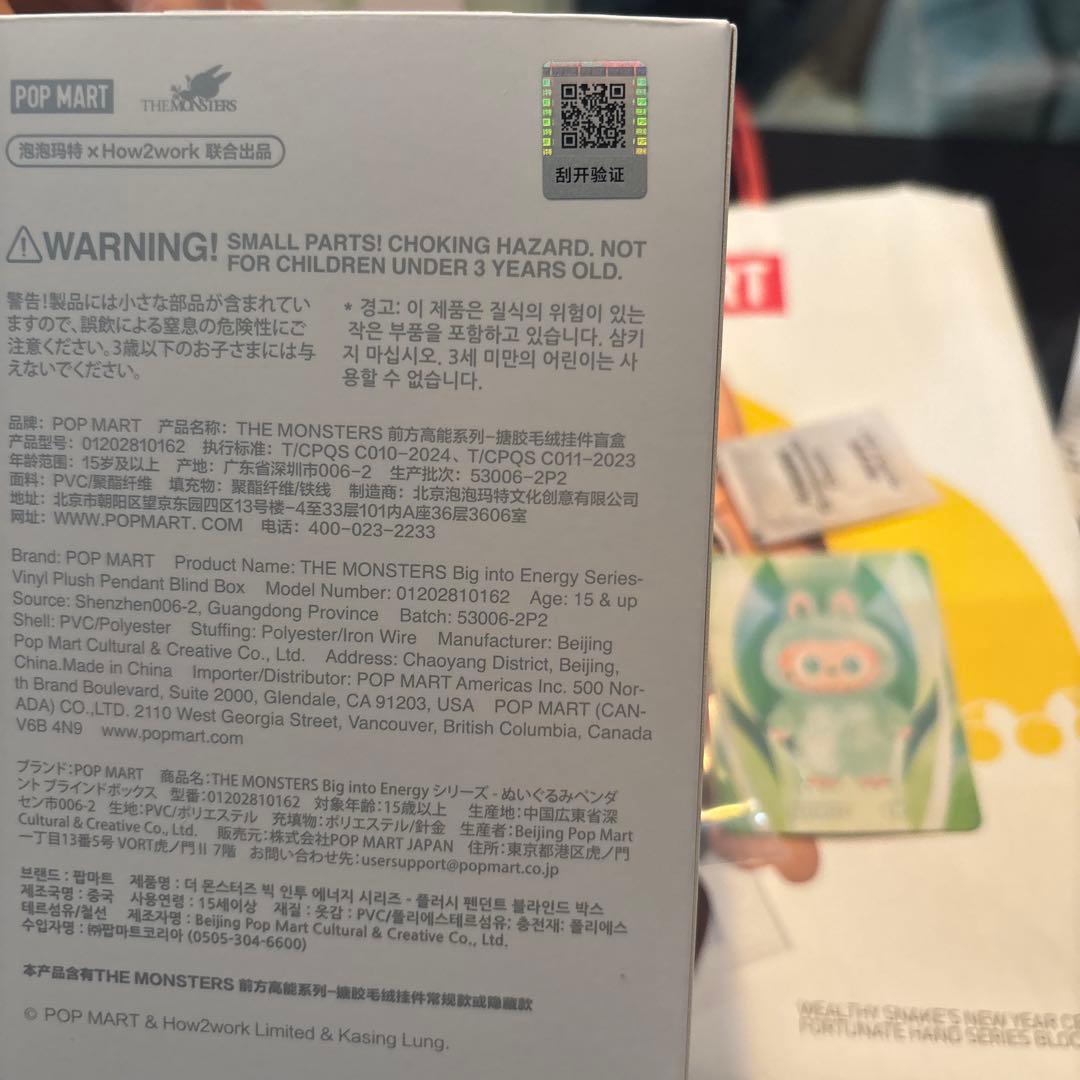 POP MART
THE MONSTERS
泡泡玛特×How2work 联合出品
刮开验证
WARNING! SMALL PARTS! CHOKING HAZARD. NOT
FOR CHILDREN UNDER 3 YEARS OLD.
警告!製品には小さな部品が含まれてい
ますので、誤飲による窒息の危険性にご
注意ください。3歳以下のお子さまには与
えないでください。
* 경고: 이 제품은 질식의 위험이 있는
작은 부품을 포함하고 있습니다. 삼키
지 마십시오. 3세 미만의 어린이는 사
용할 수 없습니다.
品牌: POP MART 产品名称: THE MONSTERS 前方高能系列-搪胶毛绒挂件盲盒
产品型号: 01202810162 执行标准: T/CPQS C010-2024、T/CPQS C011-2023
年龄范围: 15岁及以上 产地: 广东省深圳市006-2 生产批次: 53006-2P2
面料: PVC/聚酯纤维 填充物: 聚酯纤维/铁线 制造商: 北京泡泡玛特文化创意有限公司
地址: 北京市朝阳区望京东园四区13号楼-4至33层101内A座36层3606室
网址: WWW.POPMART. COM 电话: 400-023-2233
Brand: POP MART Product Name: THE MONSTERS Big into Energy Series-
Vinyl Plush Pendant Blind Box Model Number: 01202810162 Age: 15 & up
Source: Shenzhen006-2, Guangdong Province Batch: 53006-2P2
Shell: PVC/Polyester Stuffing: Polyester/Iron Wire Manufacturer: Beijing
Pop Mart Cultural & Creative Co., Ltd. Address: Chaoyang District, Beijing,
China.Made in China Importer/Distributor: POP MART Americas Inc. 500 Nor-
th Brand Boulevard, Suite 2000, Glendale, CA 91203, USA POP MART (CAN-
ADA) CO.,LTD. 2110 West Georgia Street, Vancouver, British Columbia, Canada
V6B 4N9 www.popmart.com
ブランド:POP MART 商品名:THE MONSTERS Big into Energy シリーズ - ぬいぐるみペンダ
ント ブラインドボックス 型番:01202810162 対象年齢:15歳以上 生産地:中国広東省深
セン市006-2 生地:PVC/ポリエステル 充填物:ポリエステル/針金 生産者:Beijing Pop Mart
Cultural & Creative Co., Ltd. 販売元:株式会社POP MART JAPAN 住所:東京都港区虎ノ門
一丁目13番5号 VORT虎ノ門Ⅱ 7階 お問い合わせ先:usersupport@popmart.co.jp
브랜드 : 팝마트 제품명 : 더 몬스터즈 빅 인투 에너지 시리즈 - 플러시 펜던트 블라인드 박스
제조국명 : 중국 사용연령 : 15세이상 재질 : 옷감 : PVC/폴리에스테르섬유; 충전재: 폴리에스
테르섬유/철선 제조자명 : Beijing Pop Mart Cultural & Creative Co., Ltd.
수입자명 : ㈜팝마트코리아 (0505-304-6600)
本产品含有THE MONSTERS 前方高能系列-搪胶毛绒挂件常规款或隐藏款
© POP MART & How2work Limited & Kasing Lung.
RT
WEALTHY SNAKE'S NEW YEAR
FORTUNATE HANG SERIES